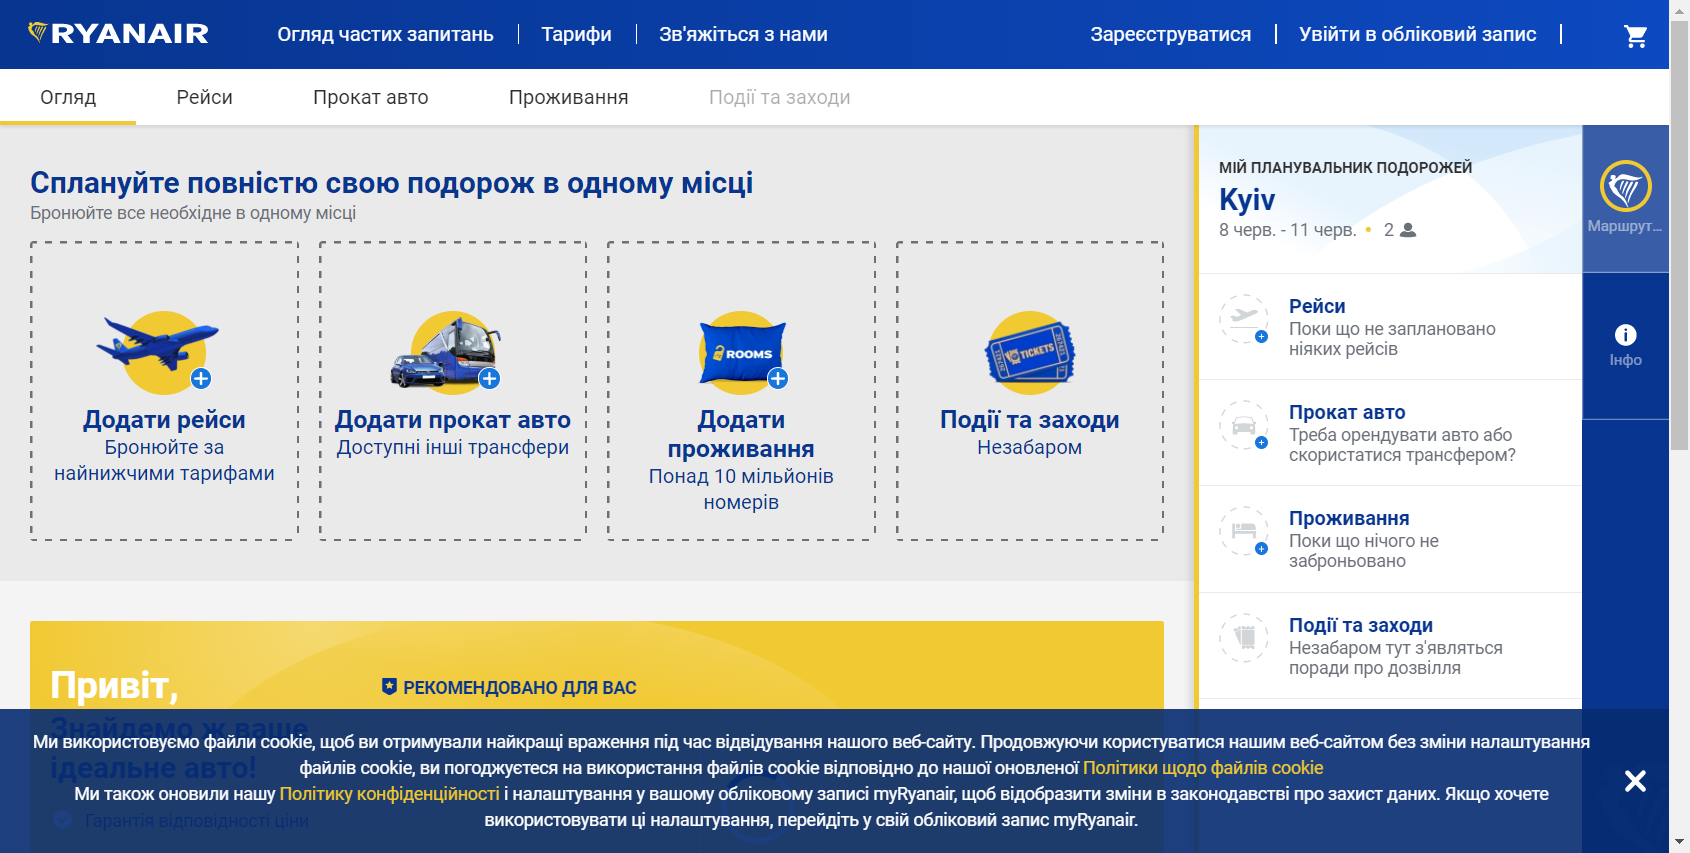 RYANAIR
Огляд частих запитань
Тарифи
Зв'яжіться з нами
Зареєструватися
Увійти в обліковий запис
Огляд
Рейси
Прокат авто
Проживання
Події та заходи
Сплануйте повністю свою подорож в одному місці
Бронюйте все необхідне в одному місці
Додати рейси
Бронюйте за
найнижчими тарифами
Додати прокат авто
Доступні інші трансфери
ROOMS
Додати
проживання
Понад 10 мільйонів
номерів
TICKETS
Події та заходи
Незабаром
МІЙ ПЛАНУВАЛЬНИК ПОДОРОЖЕЙ
Kyiv
8 черв. - 11 черв. • 2
Рейси
Поки що не заплановано
ніяких рейсів
Прокат авто
Треба орендувати авто або
скористатися трансфером?
Проживання
Поки що нічого не
заброньовано
Події та заходи
Незабаром тут з'являться
поради про дозвілля
Маршрут...
Інфо
Привіт,
Знайдемо ж ваше
ідеальне авто!
Гарантія відповідності ціни
РЕКОМЕНДОВАНО ДЛЯ ВАС
Ми використовуємо файли cookie, щоб ви отримували найкращі враження під час відвідування нашого веб-сайту. Продовжуючи користуватися нашим веб-сайтом без зміни налаштування
файлів cookie, ви погоджуєтеся на використання файлів cookie відповідно до нашої оновленої Політики щодо файлів cookie
Ми також оновили нашу Політику конфіденційності і налаштування у вашому обліковому записі myRyanair, щоб відобразити зміни в законодавстві про захист даних. Якщо хочете
використовувати ці налаштування, перейдіть у свій обліковий запис myRyanair.